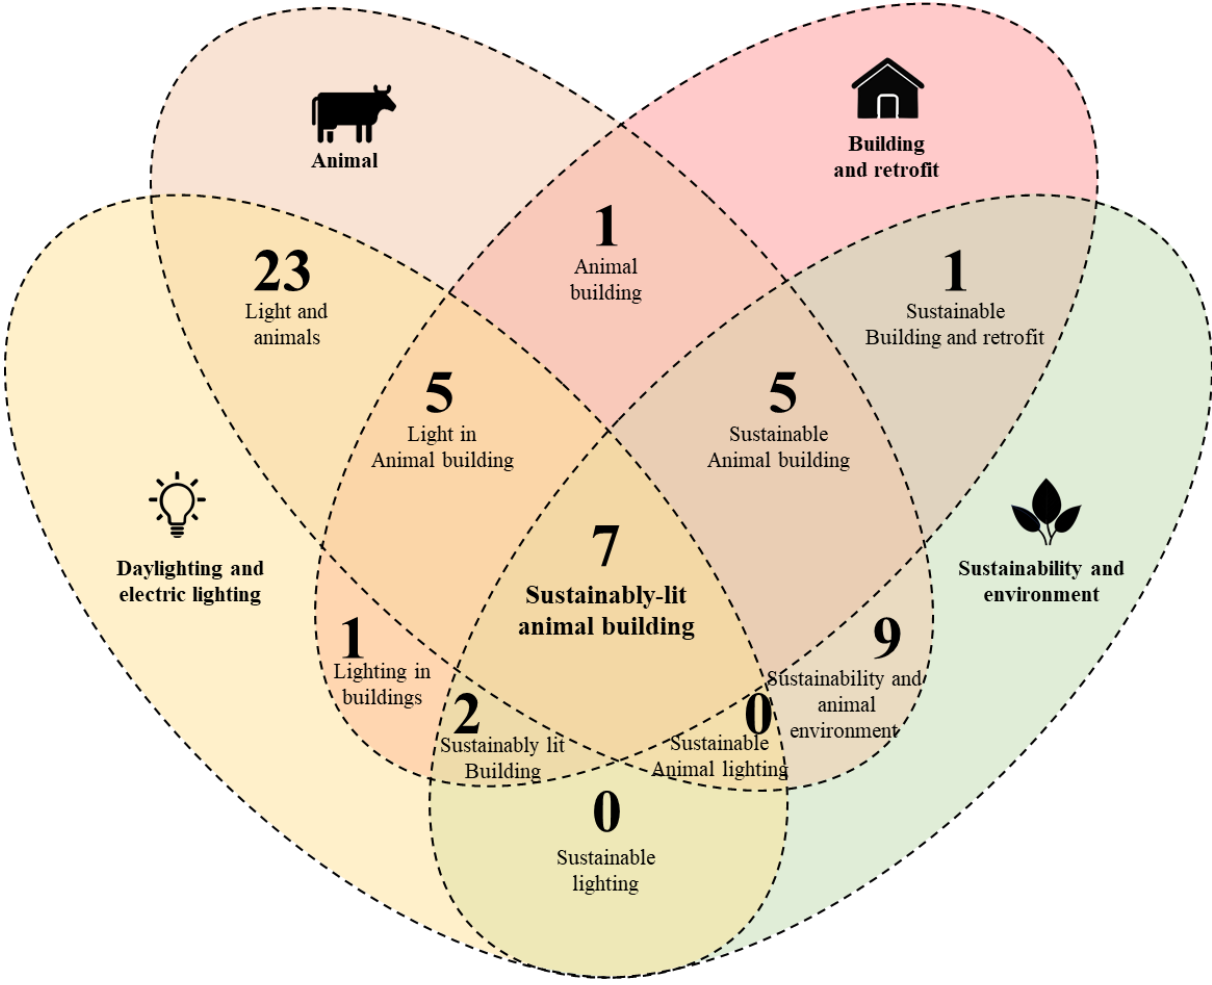 Animal
Building
and retrofit
1
Animal
building
23
Light and
animals
1
Sustainable
Building and retrofit
5
Light in
Animal building
5
Sustainable
Animal building
Daylighting and
electric lighting
7
Sustainably-lit
animal building
Sustainability and
environment
1
Lighting in
buildings
9
Sustainability and
animal
environment
2
Sustainably lit
Building
0
Sustainable
Animal lighting
0
Sustainable
lighting